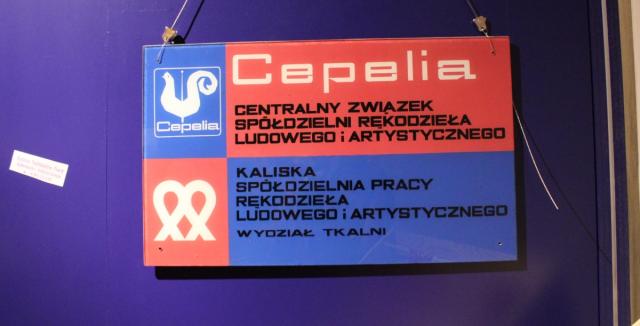 Cepelia
Cepelia
CENTRALNY ZWIĄZEK
SPÓŁDZIELNI RĘKODZIEŁA
LUDOWEGO i ARTYSTYCZNEGO
KALISKA
SPÓŁDZIELNIA PRACY
RĘKODZIEŁA
LUDOWEGO i ARTYSTYCZNEGO
WYDZIAŁ TKALNI